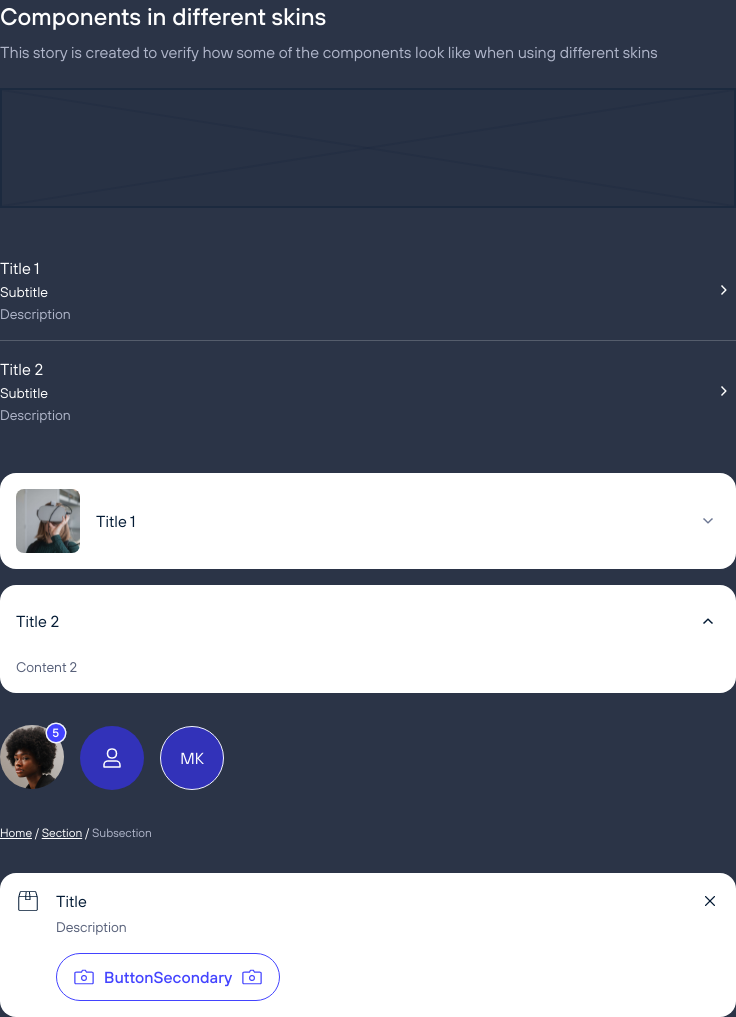 Components in different skins
This story is created to verify how some of the components look like when using different skins
Title 1
Subtitle
Description
Title 2
Subtitle
Description
Title 1
Title 2
Content 2
5
MK
Home / Section / Subsection
Title
Description
ButtonSecondary